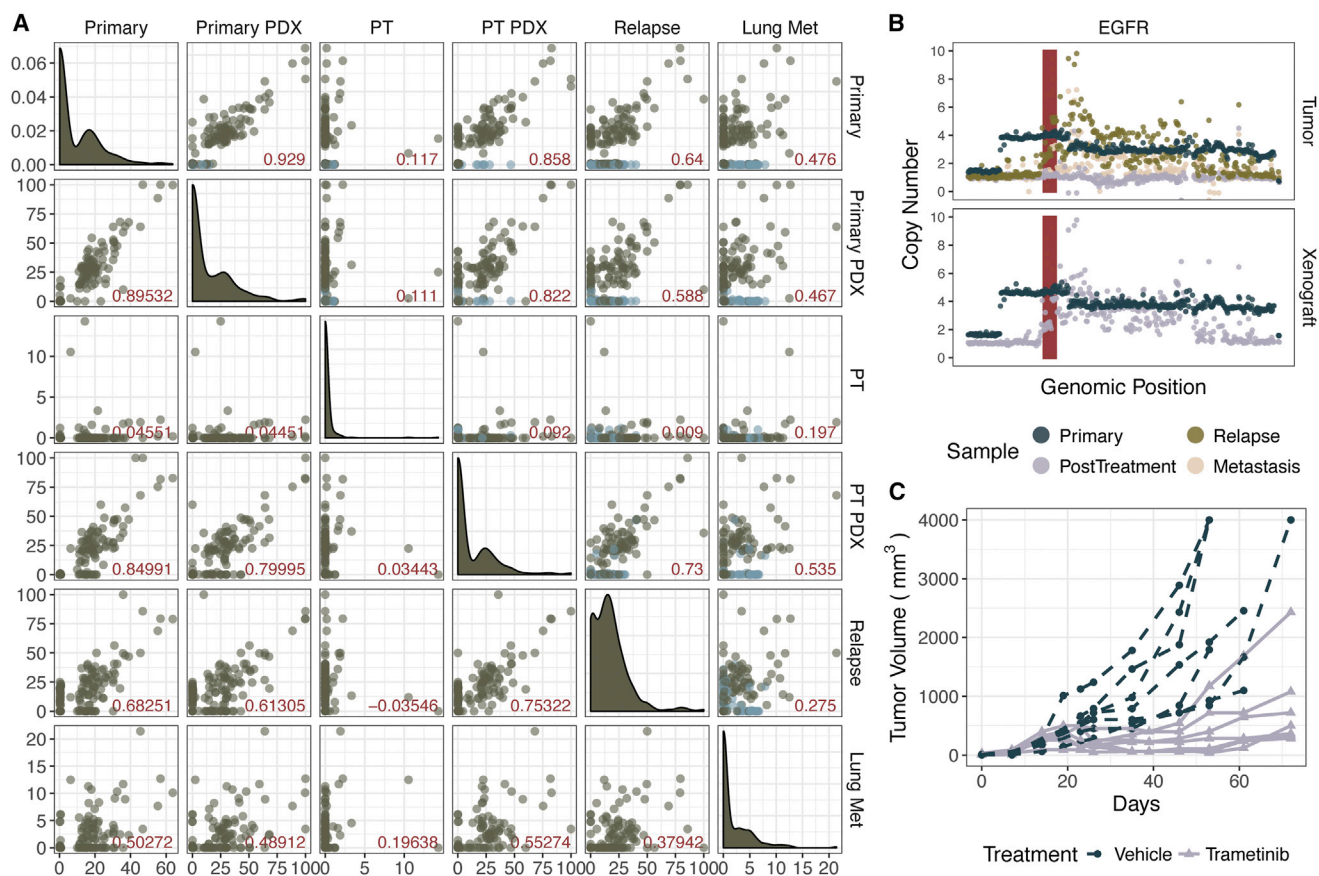 A
Primary Primary PDX PT PT PDX Relapse Lung Met
0.06
0.04
0.02
0.00
0.929
0.117
0.858
0.64
0.476
Primary
100
75
50
25
0
0.89532
0.111
0.822
0.588
0.467
Primary PDX
10
5
0
0.04551
0.04451
0.092
0.009
0.197
PT
100
75
50
25
0
0.84991
0.79995
0.03443
0.73
0.535
PT PDX
100
75
50
25
0
0.68251
0.61305
−0.03546
0.75322
0.275
Relapse
20
15
10
5
0
0.50272
0.48912
0.19638
0.55274
0.37942
Lung Met
0 20 40 60
0 25 50 75 100
0 5 10
0 25 50 75 100
0 25 50 75 100
0 5 10 15 20
B
EGFR
10
8
6
4
2
0
Tumor
10
8
6
4
2
0
Xenograft
Copy Number
Genomic Position
Sample
Primary
Relapse
PostTreatment
Metastasis
C
4000
3000
2000
1000
0
Tumor Volume ( mm³ )
0 20 40 60
Days
Treatment Vehicle Trametinib